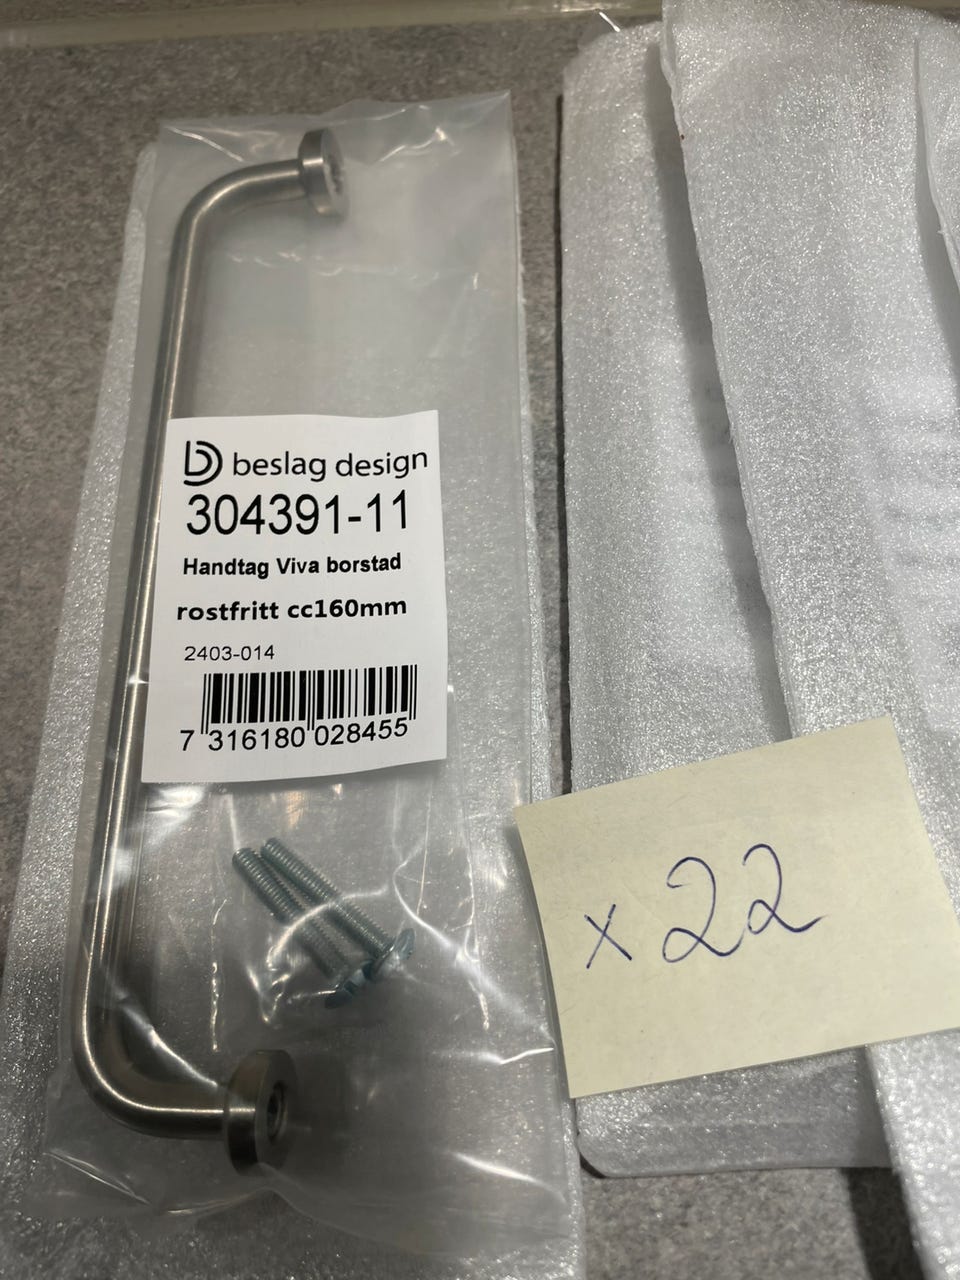 beslag design
304391-11
Handtag Viva borstad
rostfritt cc160mm
2403-014
7 316180 028455
x 22